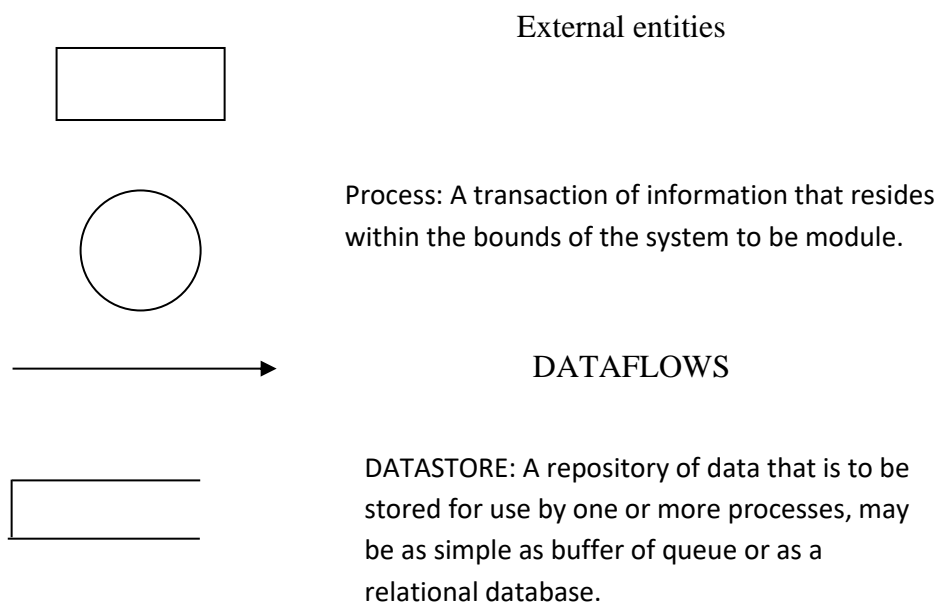 External entities
Process: A transaction of information that resides
within the bounds of the system to be module.
DATAFLOWS
DATASTORE: A repository of data that is to be
stored for use by one or more processes, may
be as simple as buffer of queue or as a
relational database.